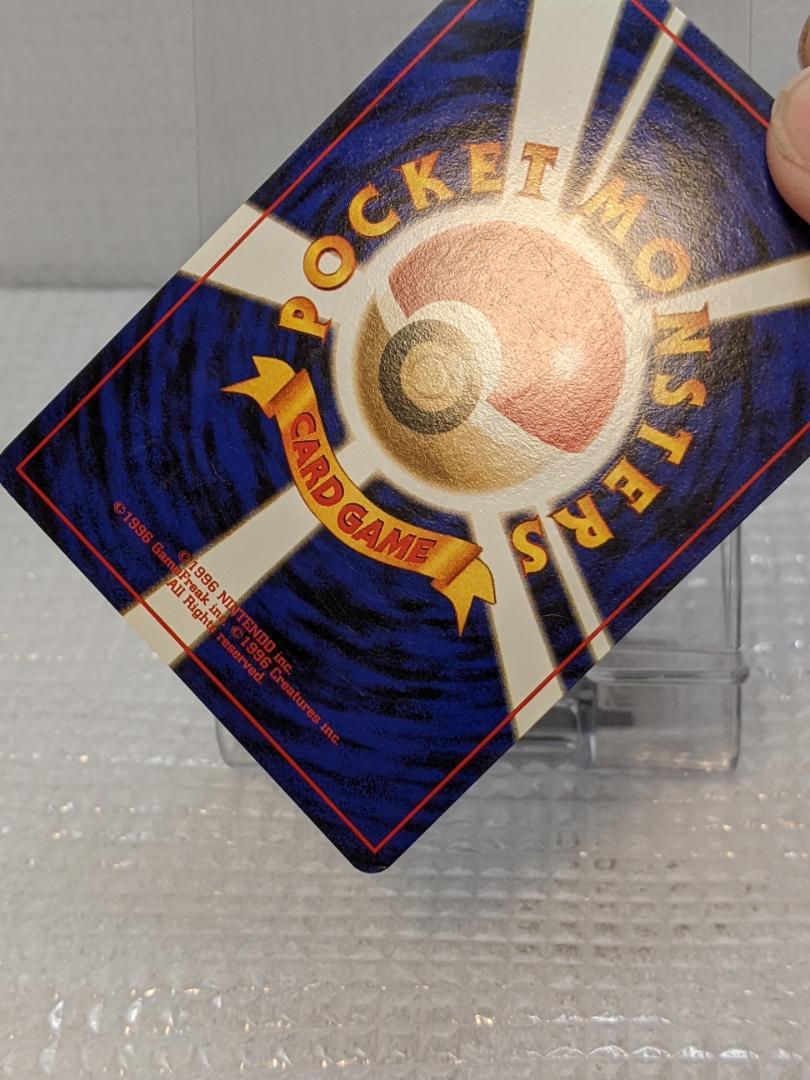 POCKET MONSTERS
CARD GAME
©1996 NINTENDO inc.
©1996 GameFreak inc. ©1996 Creatures inc.
All Rights reserved.